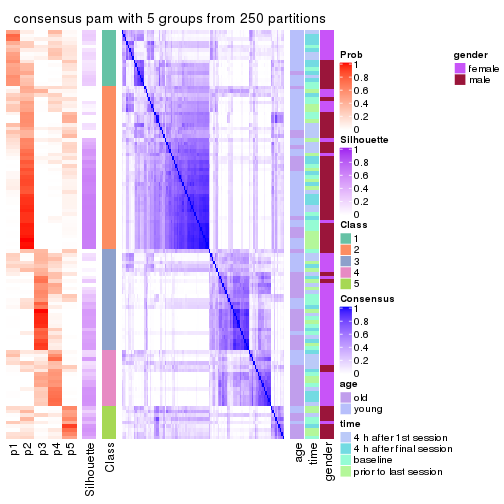 consensus pam with 5 groups from 250 partitions
Prob
1
0.8
0.6
0.4
0.2
0
gender
female
male
Silhouette
1
0.8
0.6
0.4
0.2
0
Class
1
2
3
4
5
Consensus
1
0.8
0.6
0.4
0.2
0
age
old
young
time
4 h after 1st session
4 h after final session
baseline
prior to last session
p1
p2
p3
p4
p5
Silhouette
Class
age
time
gender